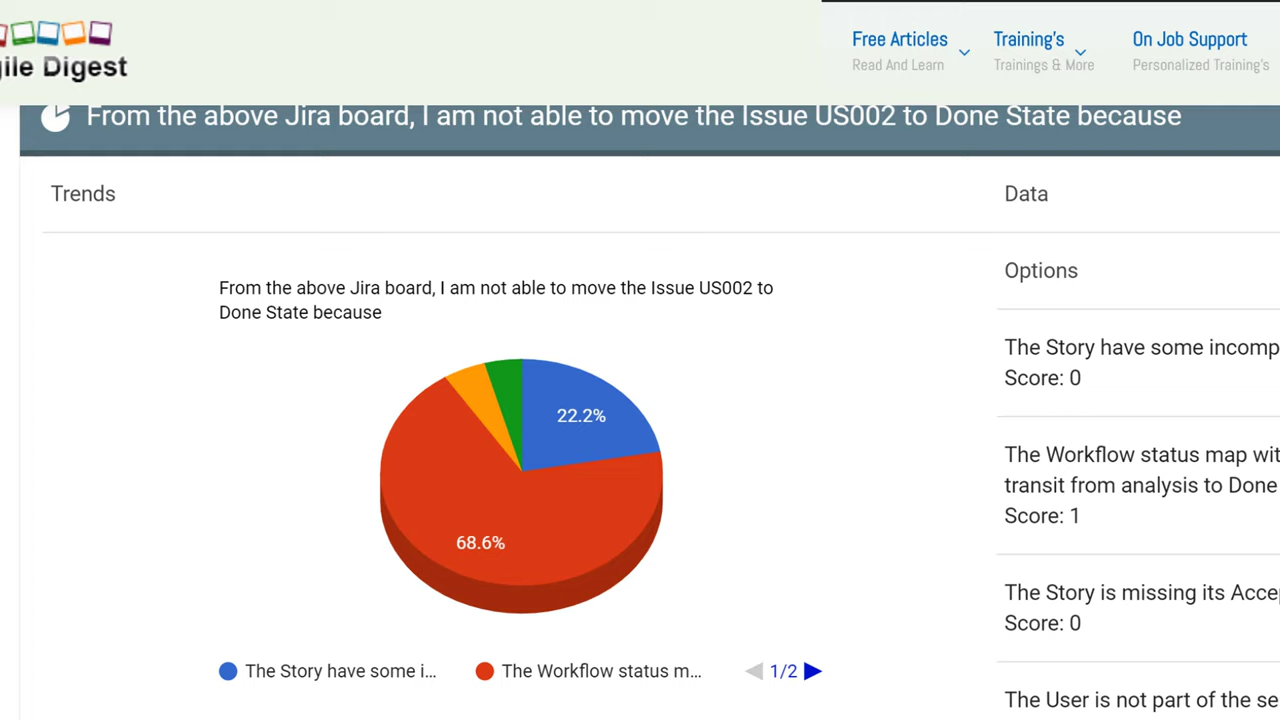 ile Digest
Free Articles
Read And Learn
Training's
Trainings & More
On Job Support
Personalized Training's
From the above Jira board, I am not able to move the Issue US002 to Done State because
Trends
From the above Jira board, I am not able to move the Issue US002 to
Done State because
22.2%
68.6%
The Story have some i...
The Workflow status m...
1/2
Data
Options
The Story have some incomp
Score: 0
The Workflow status map wit
transit from analysis to Done
Score: 1
The Story is missing its Acce
Score: 0
The User is not part of the se